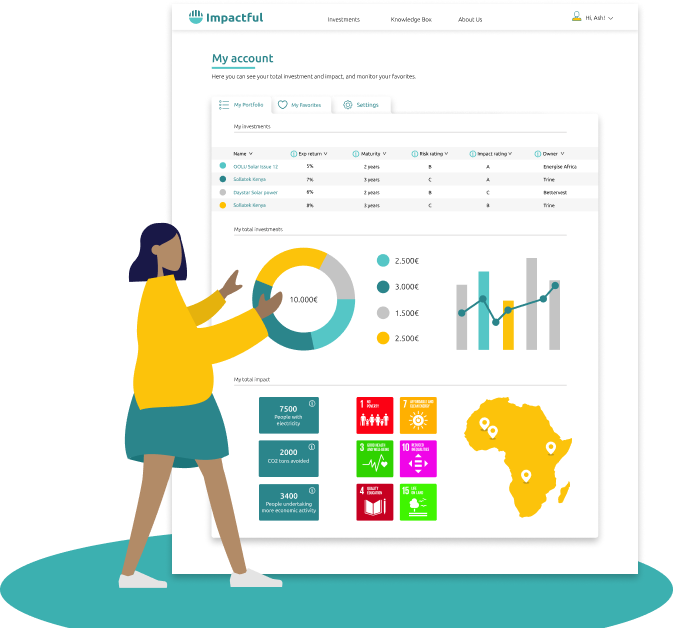 Impactful
Investments
Knowledge Box
About Us
Hi, Ash!
My account
Here you can see your total investment and impact, and monitor your favorites.
My Portfolio
My Favorites
Settings
My investments
Name
Exp return
Maturity
Risk rating
Impact rating
Owner
GOLU Solar Issue 12 5% 2 years B A Energise Africa
Sollatek Kenya 7% 3 years C A Trine
Daystar Solar power 6% 2 years B C Bettervest
Sollatek Kenya 8% 3 years C B Trine
My total investments
10.000€
2.500€
3.000€
1.500€
2.500€
My total impact
7500
People with
electricity
2000
CO2 tons avoided
3400
People undertaking
more economic activity
1 NO
POVERTY
7 AFFORDABLE AND
CLEAN ENERGY
3 GOOD HEALTH
AND WELL-BEING
10 REDUCED
INEQUALITIES
4 QUALITY
EDUCATION
15 LIFE
ON LAND